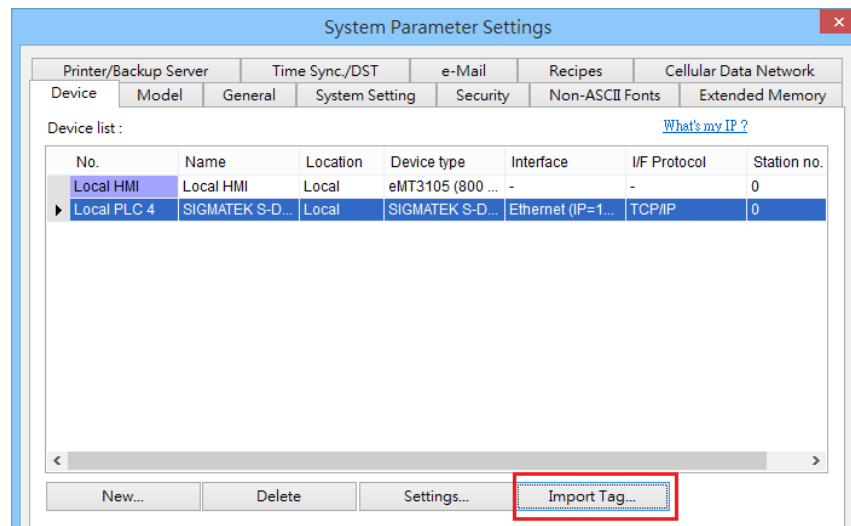 System Parameter Settings
Printer/Backup Server Time Sync./DST e-Mail Recipes Cellular Data Network
Device Model General System Setting Security Non-ASCII Fonts Extended Memory
Device list : What's my IP ?
No. Name Location Device type Interface I/F Protocol Station no.
Local HMI Local HMI Local eMT3105 (800 ... - - 0
Local PLC 4 SIGMATEK S-D... Local SIGMATEK S-D... Ethernet (IP=1... TCP/IP 0
New... Delete Settings... Import Tag...